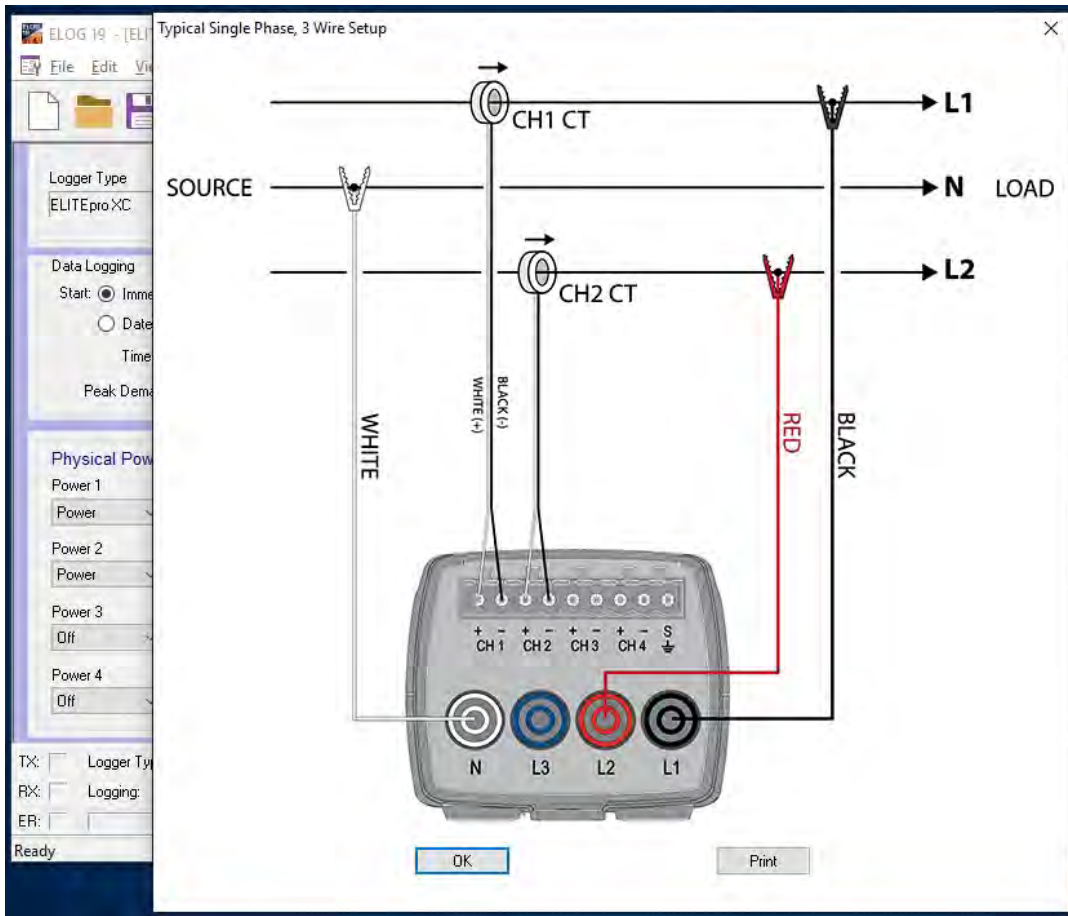 ELOG 19 - [ELI
Typical Single Phase, 3 Wire Setup
File Edit Vie
Logger Type
ELITEpro XC
Data Logging
Start: Imme
Date
Time
Peak Dema
Physical Pow
Power 1
Power
Power 2
Power
Power 3
Off
Power 4
Off
TX: Logger Typ
RX: Logging:
ER:
Ready
L1
CH1 CT
SOURCE
N LOAD
L2
CH2 CT
WHITE (+)
BLACK (-)
WHITE
RED
BLACK
+ - + - + - + - S
CH 1 CH 2 CH 3 CH 4
N L3 L2 L1
OK Print